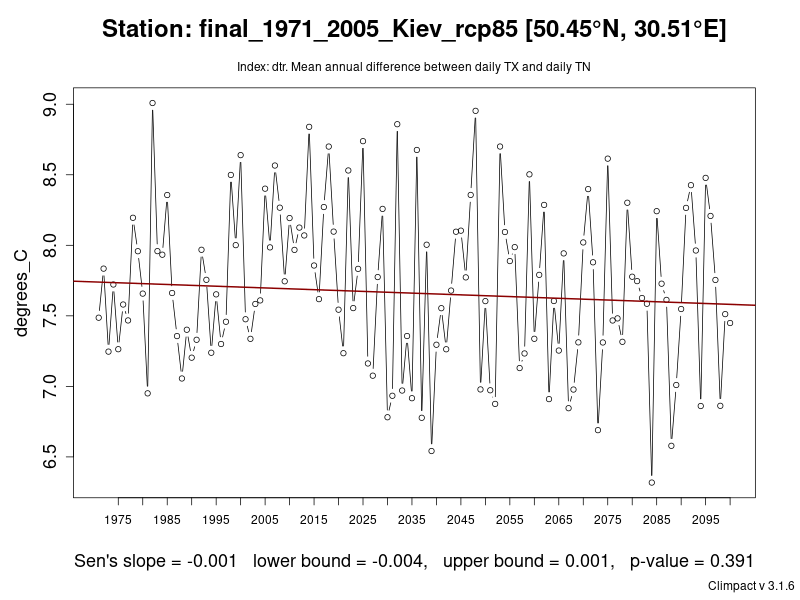 Station: final_1971_2005_Kiev_rcp85 [50.45°N, 30.51°E]
Index: dtr. Mean annual difference between daily TX and daily TN
degrees_C
9.0
8.5
8.0
7.5
7.0
6.5
1975 1985 1995 2005 2015 2025 2035 2045 2055 2065 2075 2085 2095
Sen's slope = -0.001 lower bound = -0.004, upper bound = 0.001, p-value = 0.391
Climpact v 3.1.6